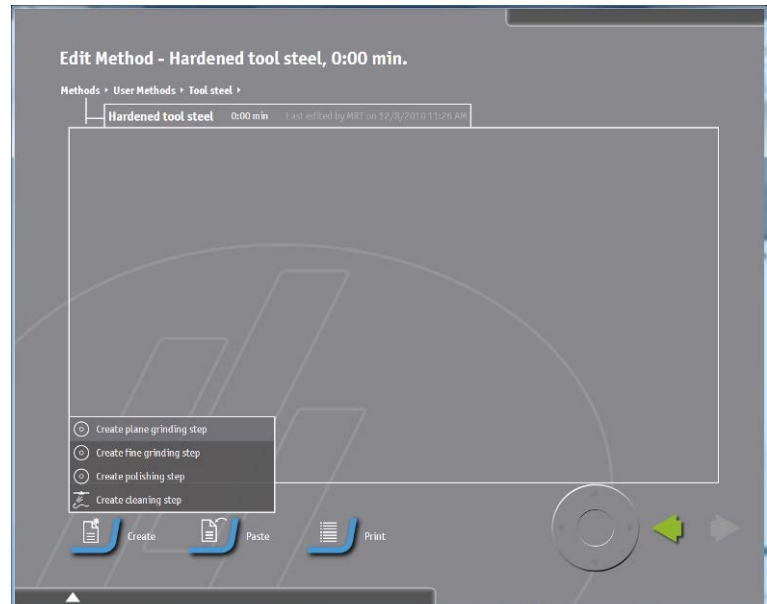 Edit Method - Hardened tool steel, 0:00 min.
Methods ‣ User Methods ‣ Tool steel ‣
Hardened tool steel 0:00 min Last edited by MRT on 12/8/2010 11:26 AM
Create plane grinding step
Create fine grinding step
Create polishing step
Create cleaning step
Create Paste Print